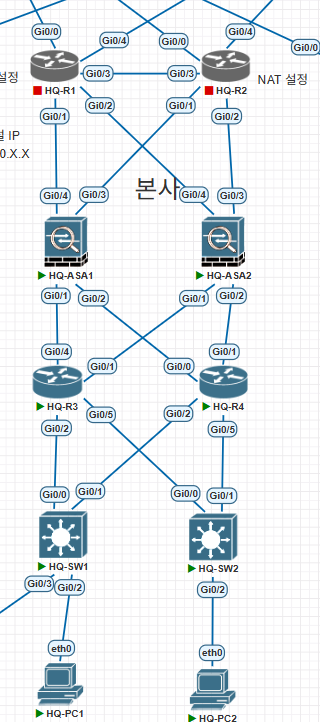 Gi0/0
Gi0/4
Gi0/4
Gi0/0
Gi0/0
설정
Gi0/3
Gi0/3
NAT 설정
HQ-R1
HQ-R2
Gi0/1
Gi0/2
Gi0/1
Gi0/2
IP
0.X.X
본사
Gi0/4
Gi0/3
Gi0/4
Gi0/3
HQ-ASA1
HQ-ASA2
Gi0/1
Gi0/2
Gi0/1
Gi0/2
Gi0/4
Gi0/1
Gi0/0
Gi0/1
HQ-R3
HQ-R4
Gi0/2
Gi0/5
Gi0/2
Gi0/5
Gi0/0
Gi0/1
Gi0/0
Gi0/1
HQ-SW1
HQ-SW2
Gi0/3
Gi0/2
Gi0/2
eth0
eth0
HQ-PC1
HQ-PC2